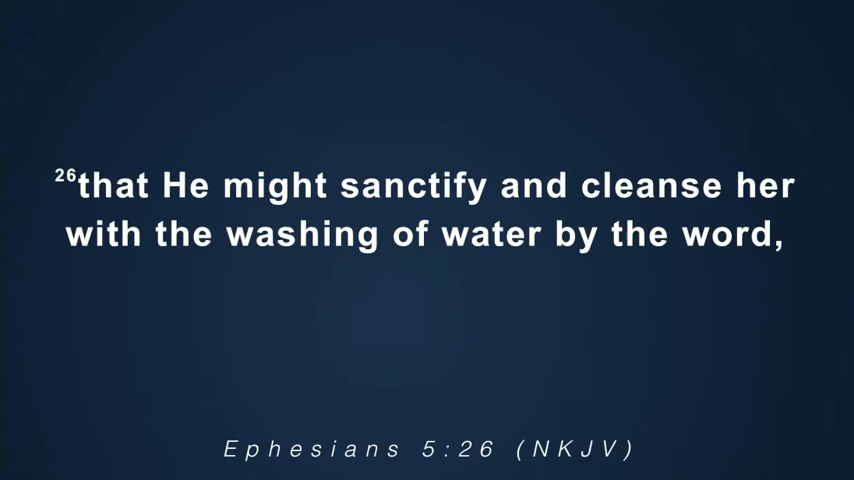 26that He might sanctify and cleanse her
with the washing of water by the word,
Ephesians 5:26 (NKJV)